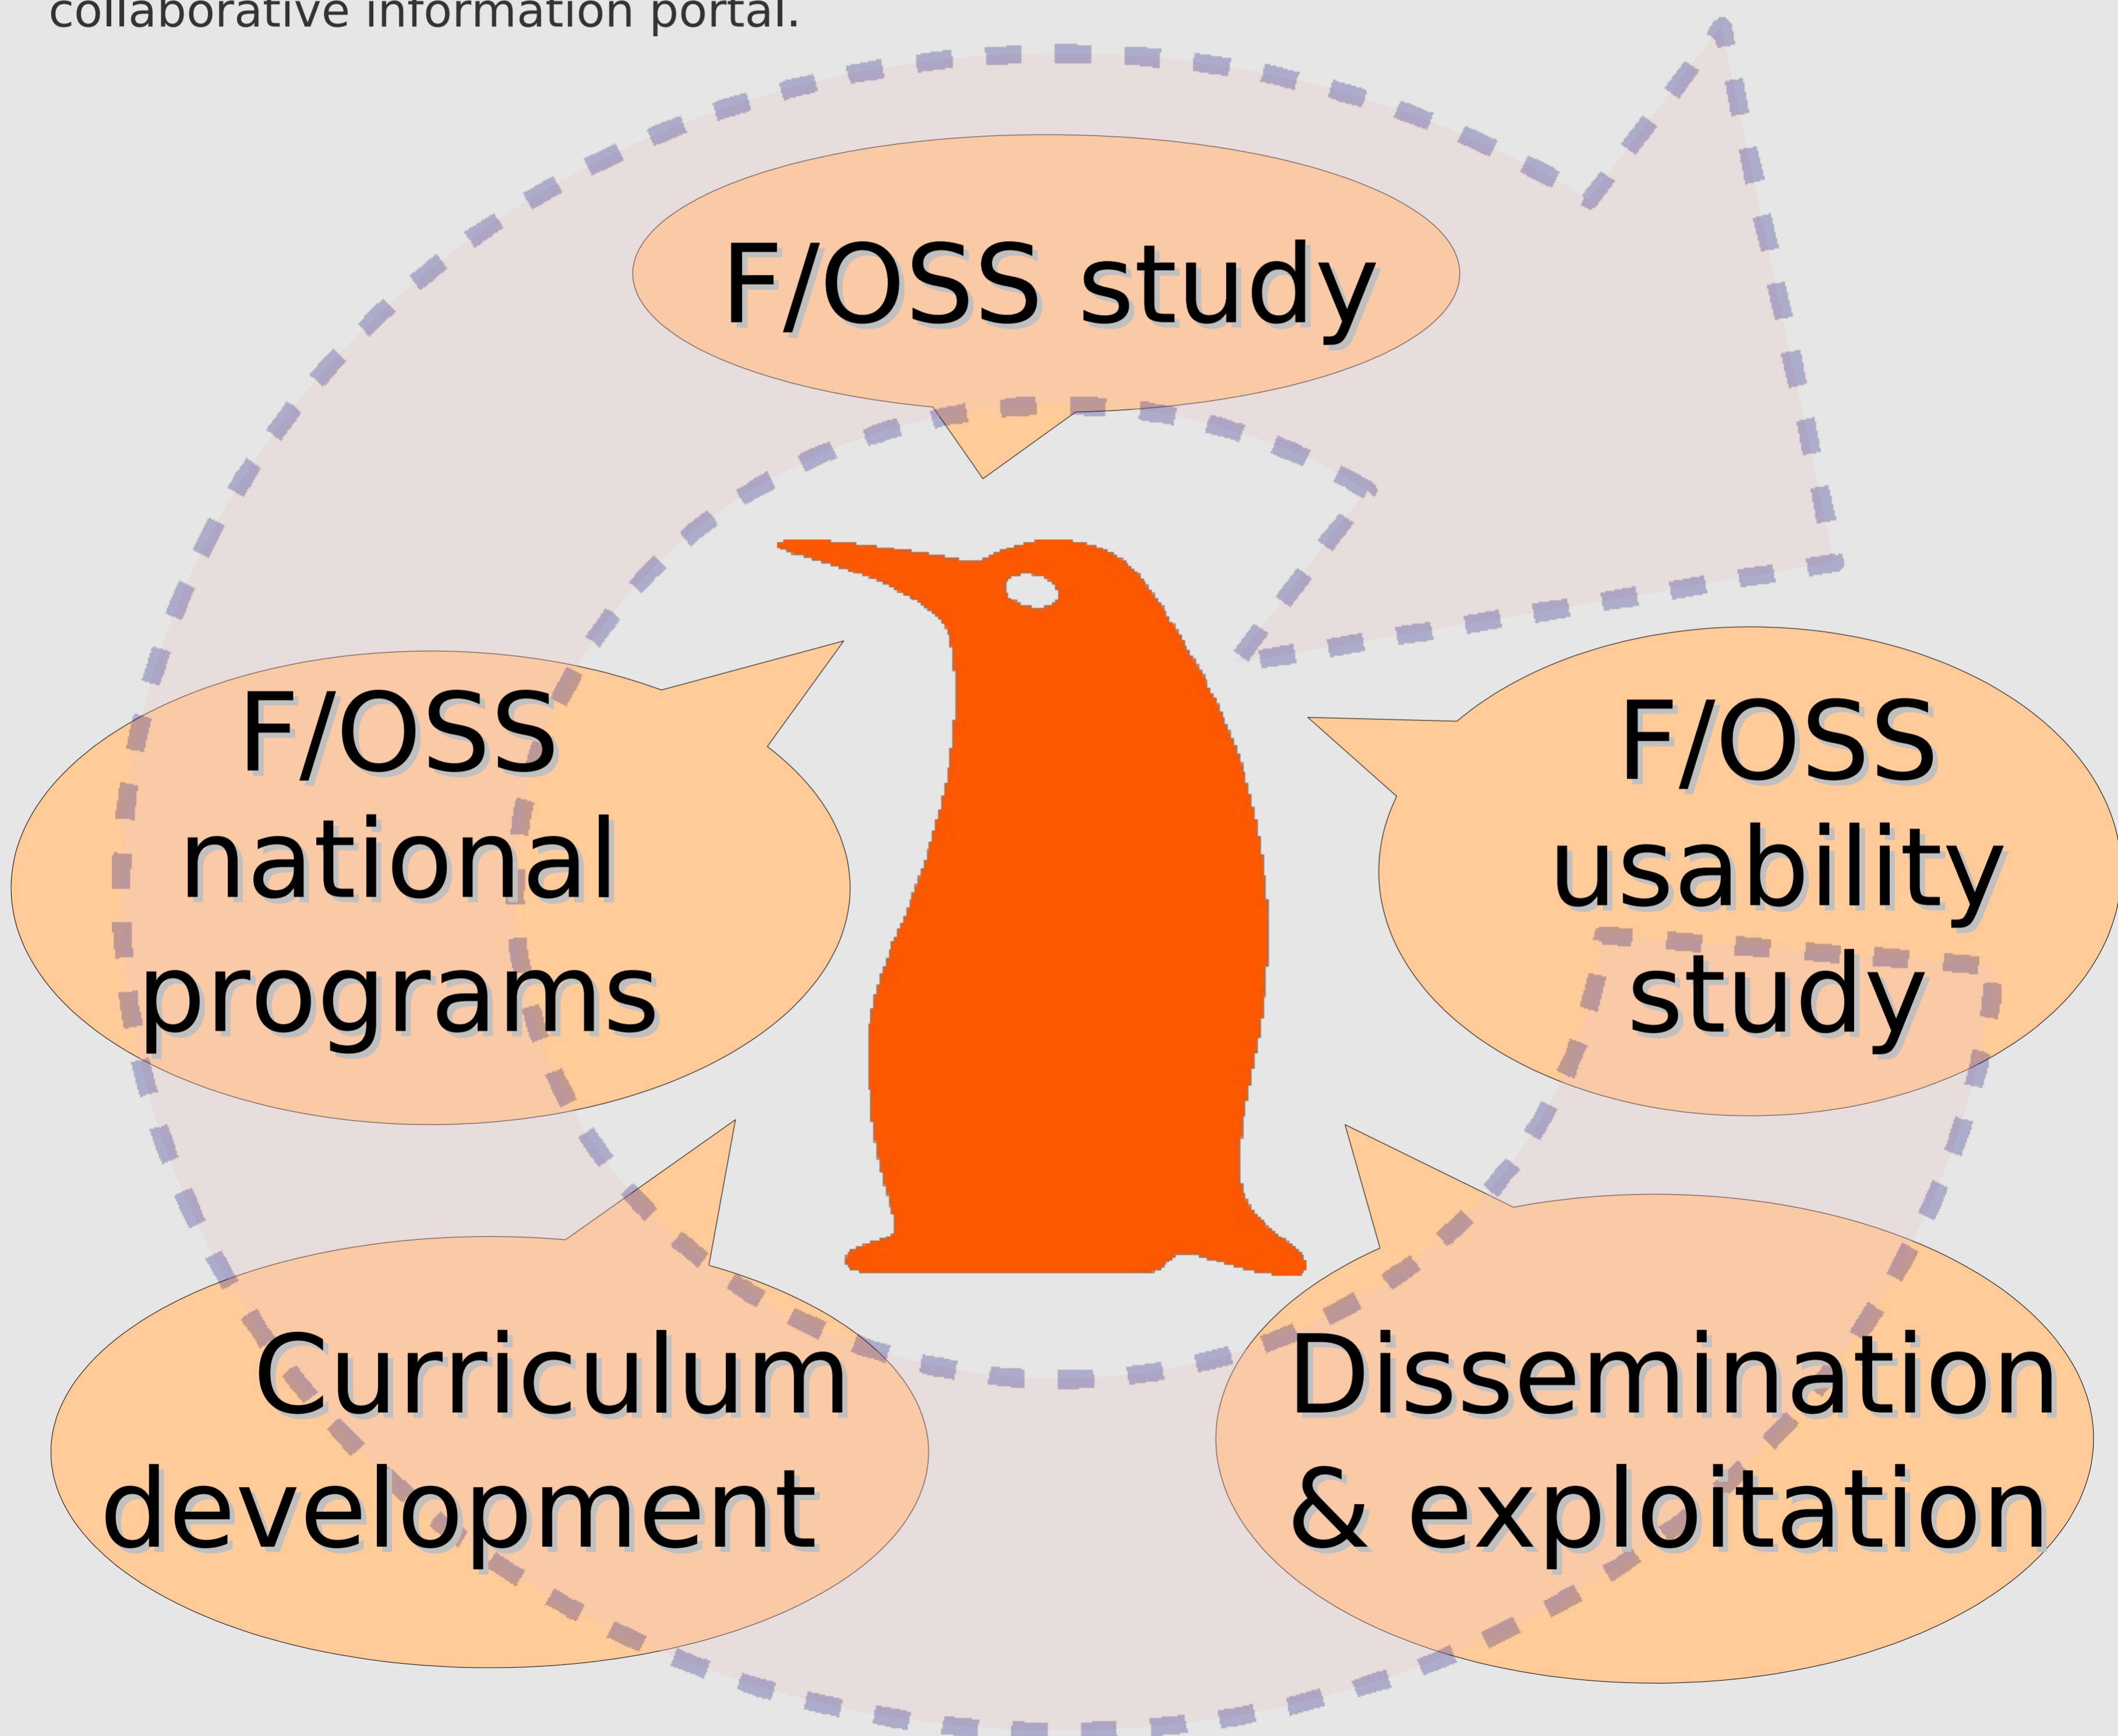 collaborative information portal.
F/OSS study
F/OSS
national
programs
F/OSS
usability
study
Curriculum
development
Dissemination
& exploitation